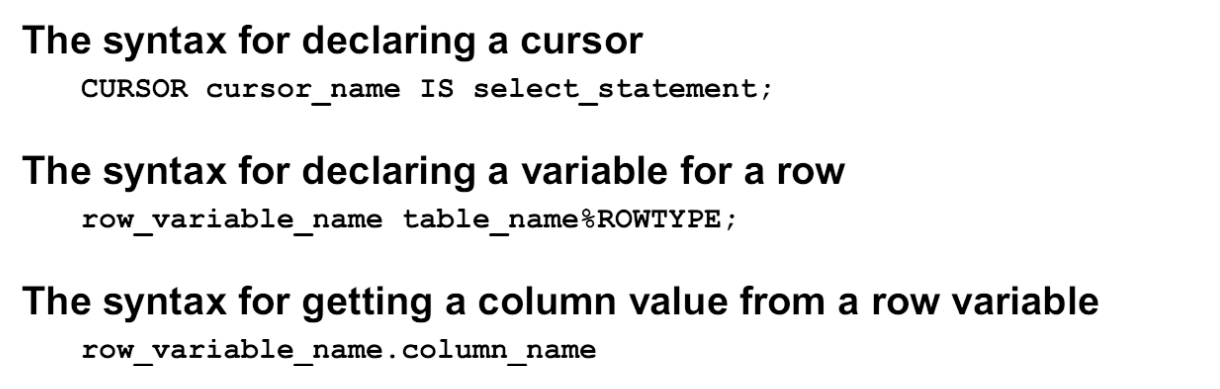 The syntax for declaring a cursor
CURSOR cursor_name IS select_statement;
The syntax for declaring a variable for a row
row_variable_name table_name%ROWTYPE;
The syntax for getting a column value from a row variable
row_variable_name.column_name